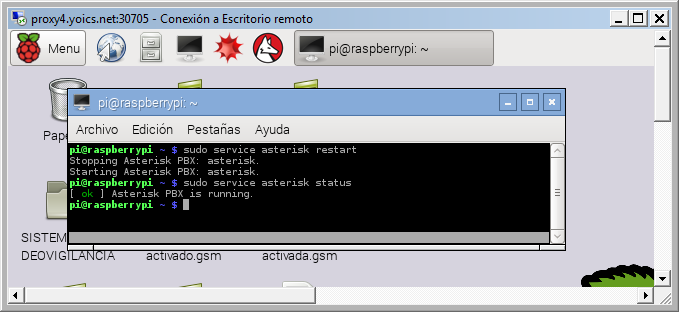 proxy4.yoics.net:30705 - Conexión a Escritorio remoto
Menu
pi@raspberrypi: ~
pi@raspberrypi: ~
Archivo Edición Pestañas Ayuda
pi@raspberrypi ~ $ sudo service asterisk restart
Stopping Asterisk PBX: asterisk.
Starting Asterisk PBX: asterisk.
pi@raspberrypi ~ $ sudo service asterisk status
[ ok ] Asterisk PBX is running.
pi@raspberrypi ~ $
DEOVIGILANCIA activado.gsm activada.gsm